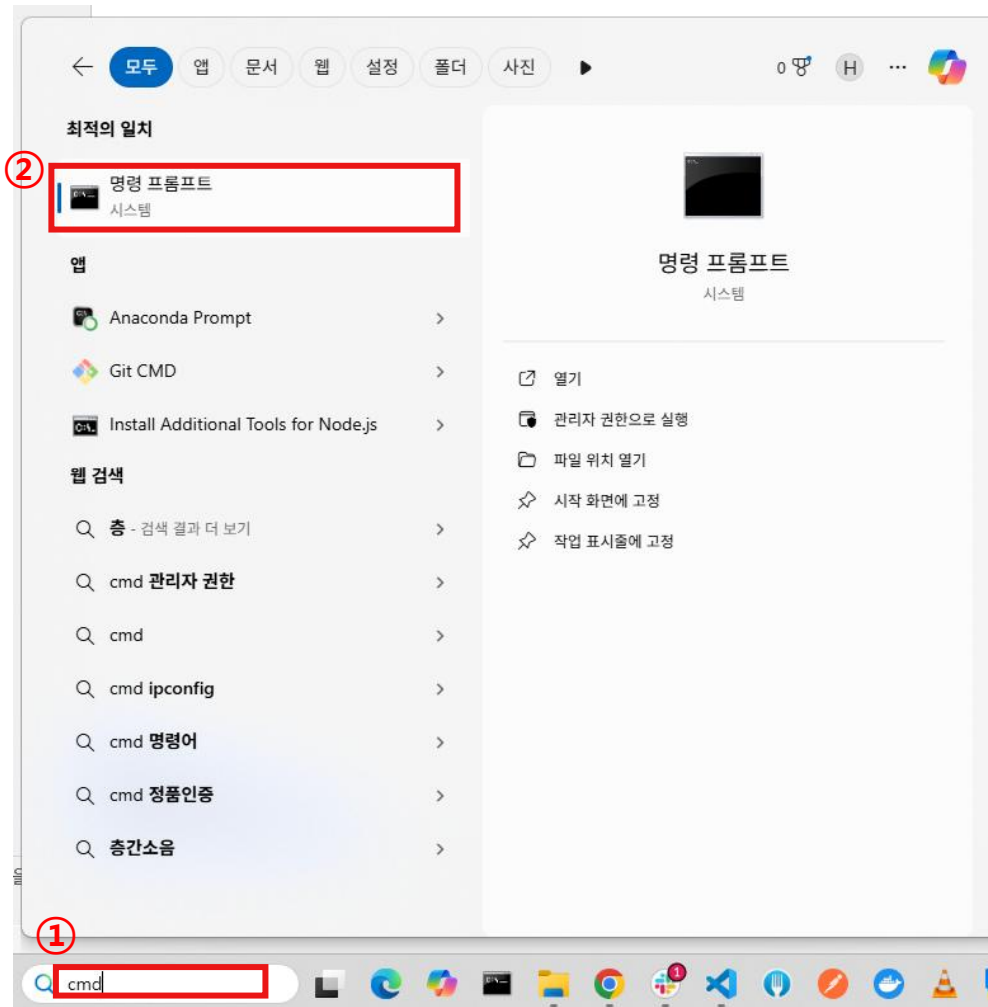 모두 앱 문서 웹 설정 폴더 사진 0 H ...
최적의 일치
②
명령 프롬프트
시스템
앱
Anaconda Prompt
Git CMD
Install Additional Tools for Node.js
웹 검색
층 - 검색 결과 더 보기
cmd 관리자 권한
cmd
cmd ipconfig
cmd 명령어
cmd 정품인증
층간소음
명령 프롬프트
시스템
열기
관리자 권한으로 실행
파일 위치 열기
시작 화면에 고정
작업 표시줄에 고정
①
cmd
1